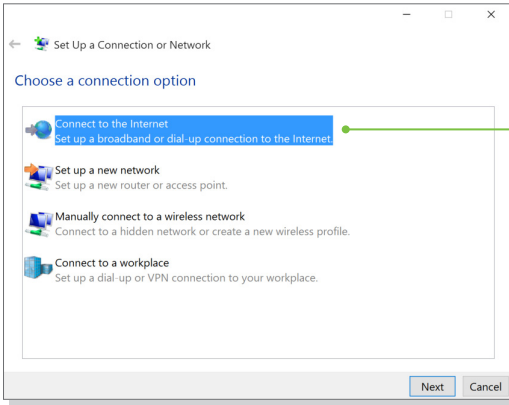 Set Up a Connection or Network
Choose a connection option
Connect to the Internet
Set up a broadband or dial-up connection to the Internet.
Set up a new network
Set up a new router or access point.
Manually connect to a wireless network
Connect to a hidden network or create a new wireless profile.
Connect to a workplace
Set up a dial-up or VPN connection to your workplace.
Next Cancel